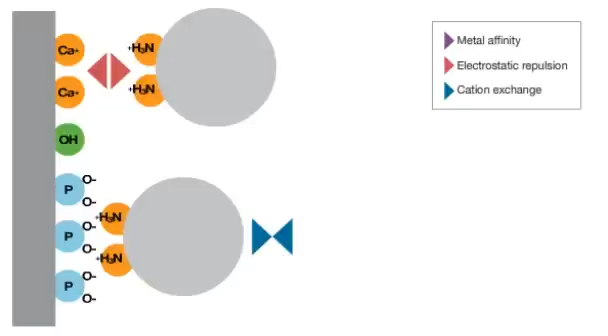 Ca+
+H₃N
Metal affinity
Electrostatic repulsion
Ca+
+H₃N
Cation exchange
OH
P
O-
O-
+H₃N
P
O-
O-
+H₃N
P
O-
O-